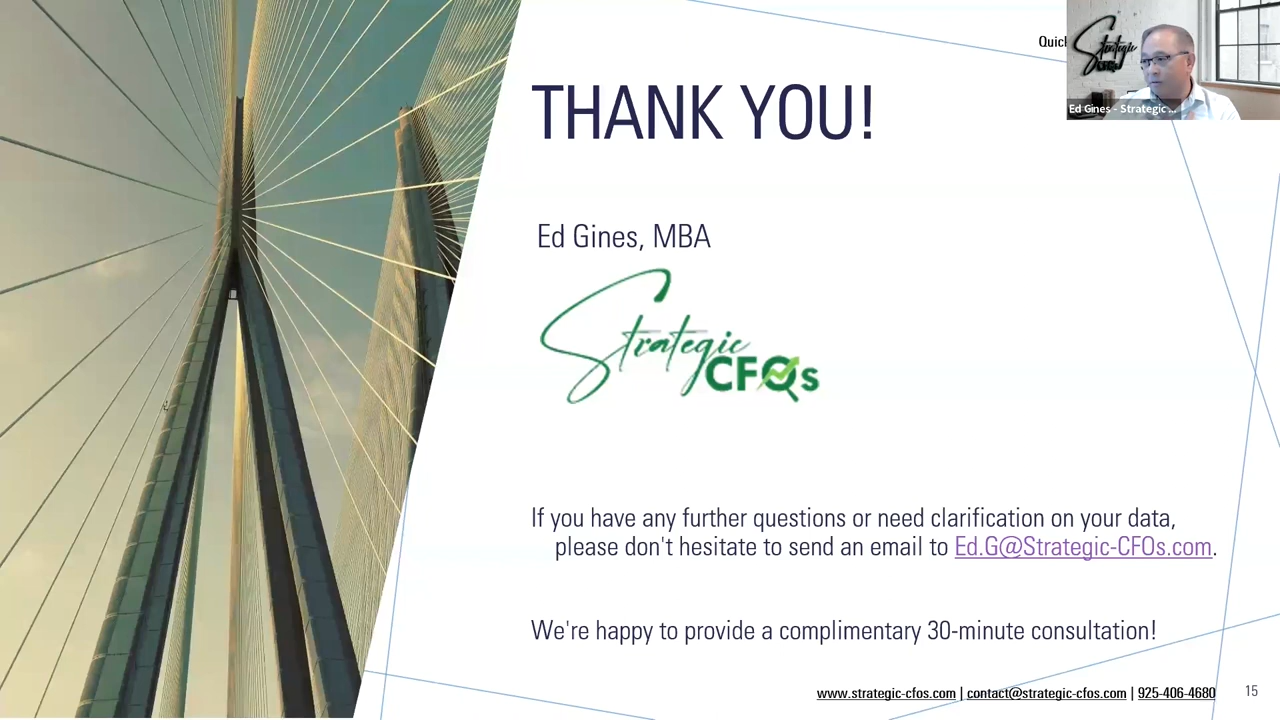 Quick
Strategic
CFOs
Ed Gines - Strategic ...
THANK YOU!
Ed Gines, MBA
Strategic
CFOs
If you have any further questions or need clarification on your data,
please don't hesitate to send an email to Ed.G@Strategic-CFOs.com.
We're happy to provide a complimentary 30-minute consultation!
www.strategic-cfos.com | contact@strategic-cfos.com | 925-406-4680
15